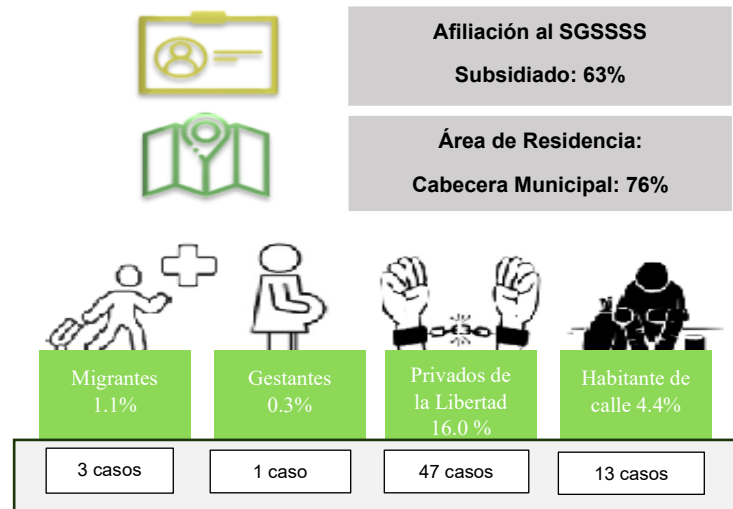 Afiliación al SGSSSS
Subsidiado: 63%
Área de Residencia:
Cabecera Municipal: 76%
Migrantes
1.1%
Gestantes
0.3%
Privados de
la Libertad
16.0 %
Habitante de
calle 4.4%
3 casos
1 caso
47 casos
13 casos